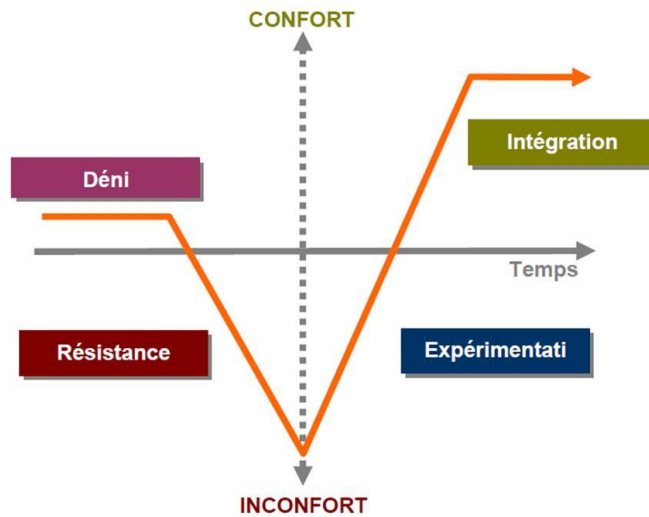 CONFORT
Intégration
Déni
Temps
Résistance
Expérimentati
INCONFORT